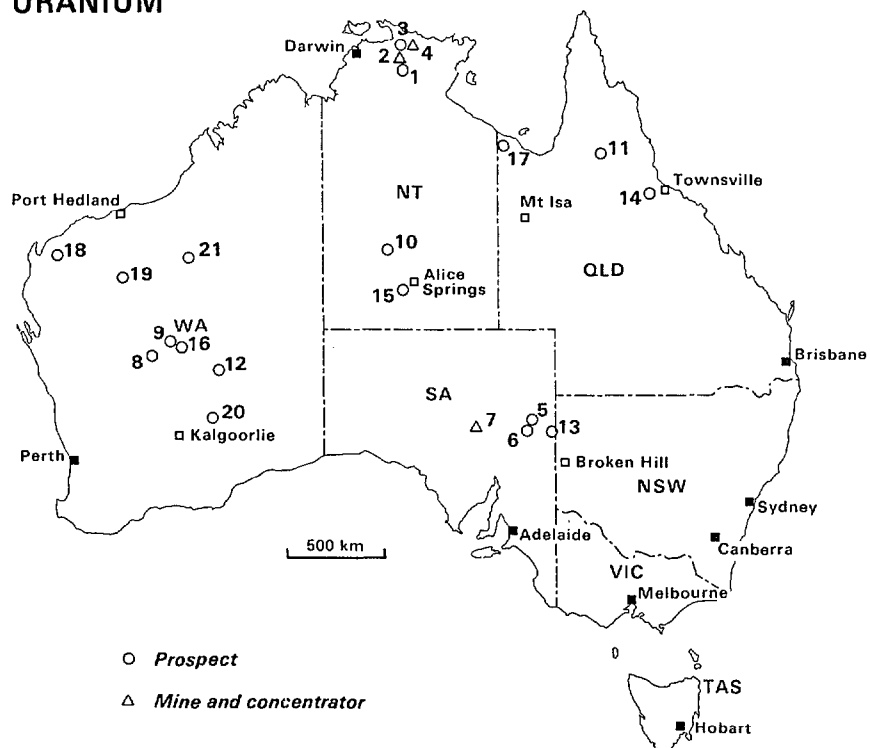 URANIUM
3
Darwin
2
4
1
17
11
Port Hedland
NT
Mt Isa
14
Townsville
18
21
10
QLD
19
Alice
Springs
15
9
WA
16
8
12
Brisbane
SA
20
7
5
6
13
Kalgoorlie
Perth
Broken Hill
NSW
Sydney
Adelaide
500 km
Canberra
VIC
Melbourne
Prospect
Mine and concentrator
TAS
Hobart